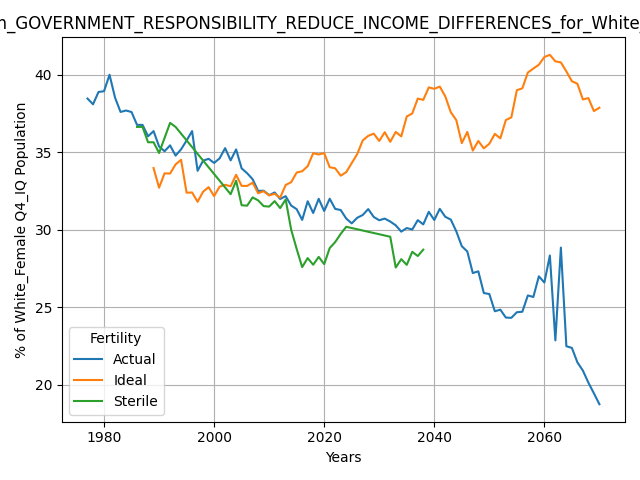 n_GOVERNMENT_RESPONSIBILITY_REDUCE_INCOME_DIFFERENCES_for_White_
% of White_Female Q4_IQ Population
40
35
30
25
20
Fertility
Actual
Ideal
Sterile
1980
2000
2020
2040
2060
Years